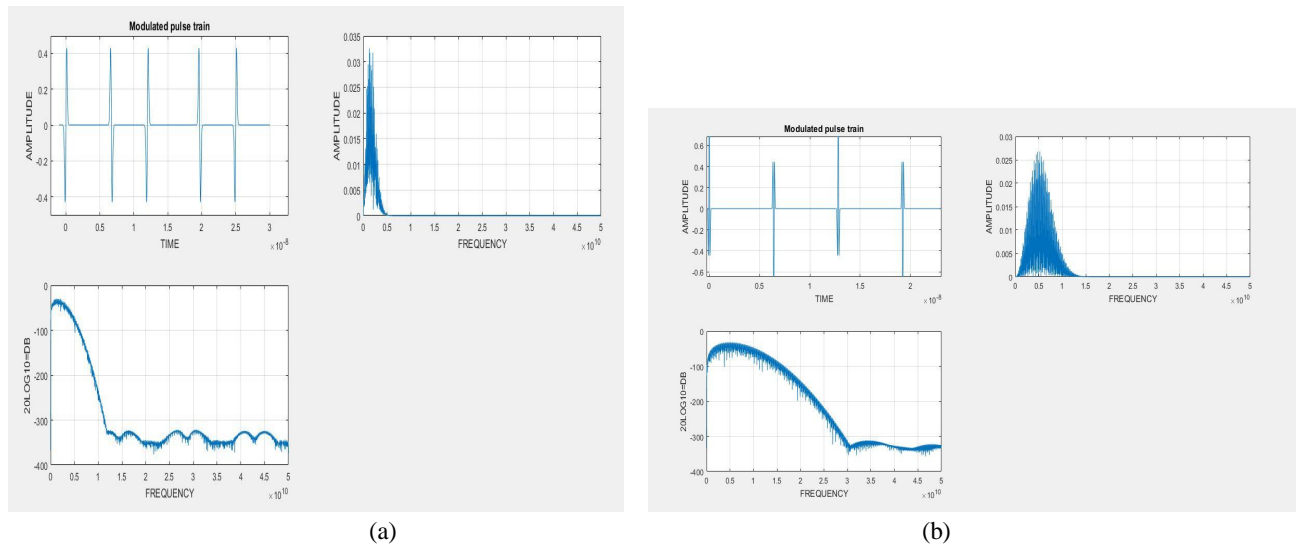 Modulated pulse train
AMPLITUDE
0.4
0.2
0
-0.2
-0.4
0 0.5 1 1.5 2 2.5 3
TIME
×10⁻⁸
AMPLITUDE
0.035
0.03
0.025
0.02
0.015
0.01
0.005
0
0 0.5 1 1.5 2 2.5 3 3.5 4 4.5 5
FREQUENCY
×10¹⁰
20LOG10=DB
0
-100
-200
-300
-400
0 0.5 1 1.5 2 2.5 3 3.5 4 4.5 5
FREQUENCY
×10¹⁰
(a)
Modulated pulse train
AMPLITUDE
0.6
0.4
0.2
0
-0.2
-0.4
-0.6
0 0.5 1 1.5 2
TIME
×10⁻⁸
AMPLITUDE
0.03
0.025
0.02
0.015
0.01
0.005
0
0 0.5 1 1.5 2 2.5 3 3.5 4 4.5 5
FREQUENCY
×10¹⁰
20LOG10=DB
0
-100
-200
-300
-400
0 0.5 1 1.5 2 2.5 3 3.5 4 4.5 5
FREQUENCY
×10¹⁰
(b)